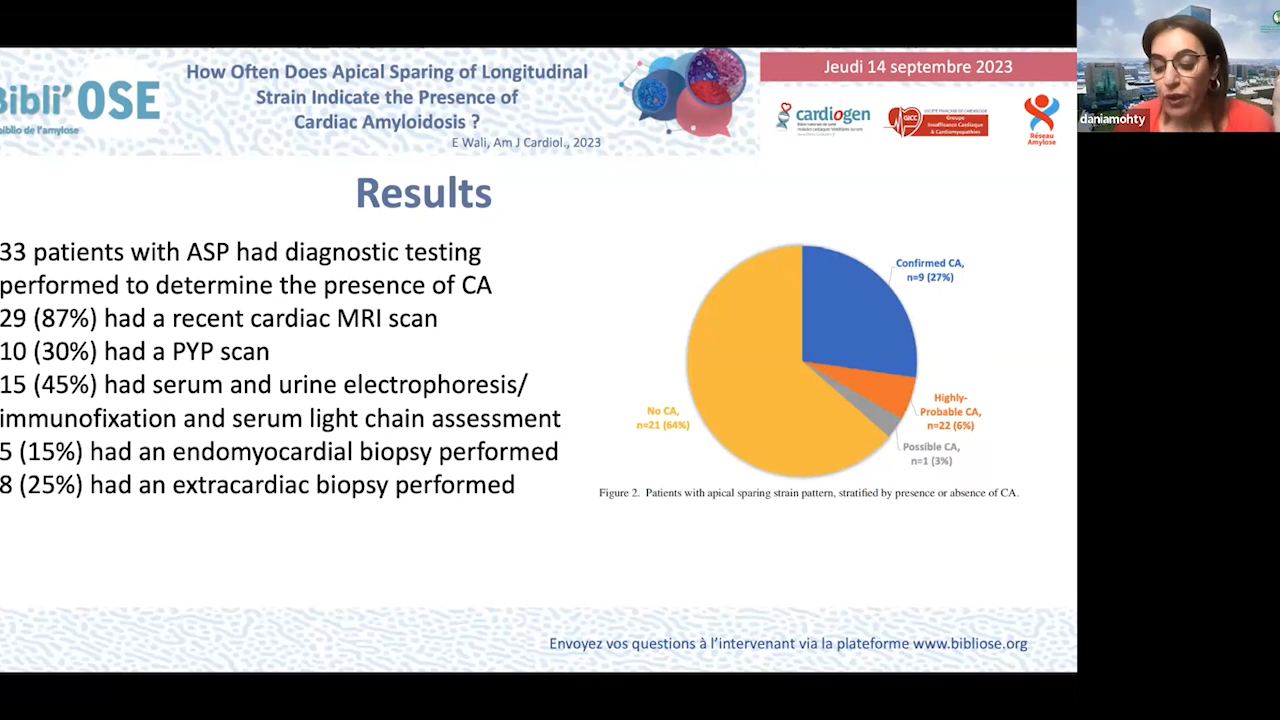 Bibli'OSE
biblio de l'amylose
How Often Does Apical Sparing of Longitudinal
Strain Indicate the Presence of
Cardiac Amyloidosis ?
E Wali, Am J Cardiol., 2023
Jeudi 14 septembre 2023
cardiogen
GICC
Groupe
Insuffisance Cardiaque
& Cardiomyopathies
Réseau
Amylose
daniamohty
Results
33 patients with ASP had diagnostic testing
performed to determine the presence of CA
29 (87%) had a recent cardiac MRI scan
10 (30%) had a PYP scan
15 (45%) had serum and urine electrophoresis/
immunofixation and serum light chain assessment
5 (15%) had an endomyocardial biopsy performed
8 (25%) had an extracardiac biopsy performed
Confirmed CA,
n=9 (27%)
Highly-
Probable CA,
n=22 (6%)
Possible CA,
n=1 (3%)
No CA,
n=21 (64%)
Figure 2. Patients with apical sparing strain pattern, stratified by presence or absence of CA.
Envoyez vos questions à l'intervenant via la plateforme www.bibliose.org